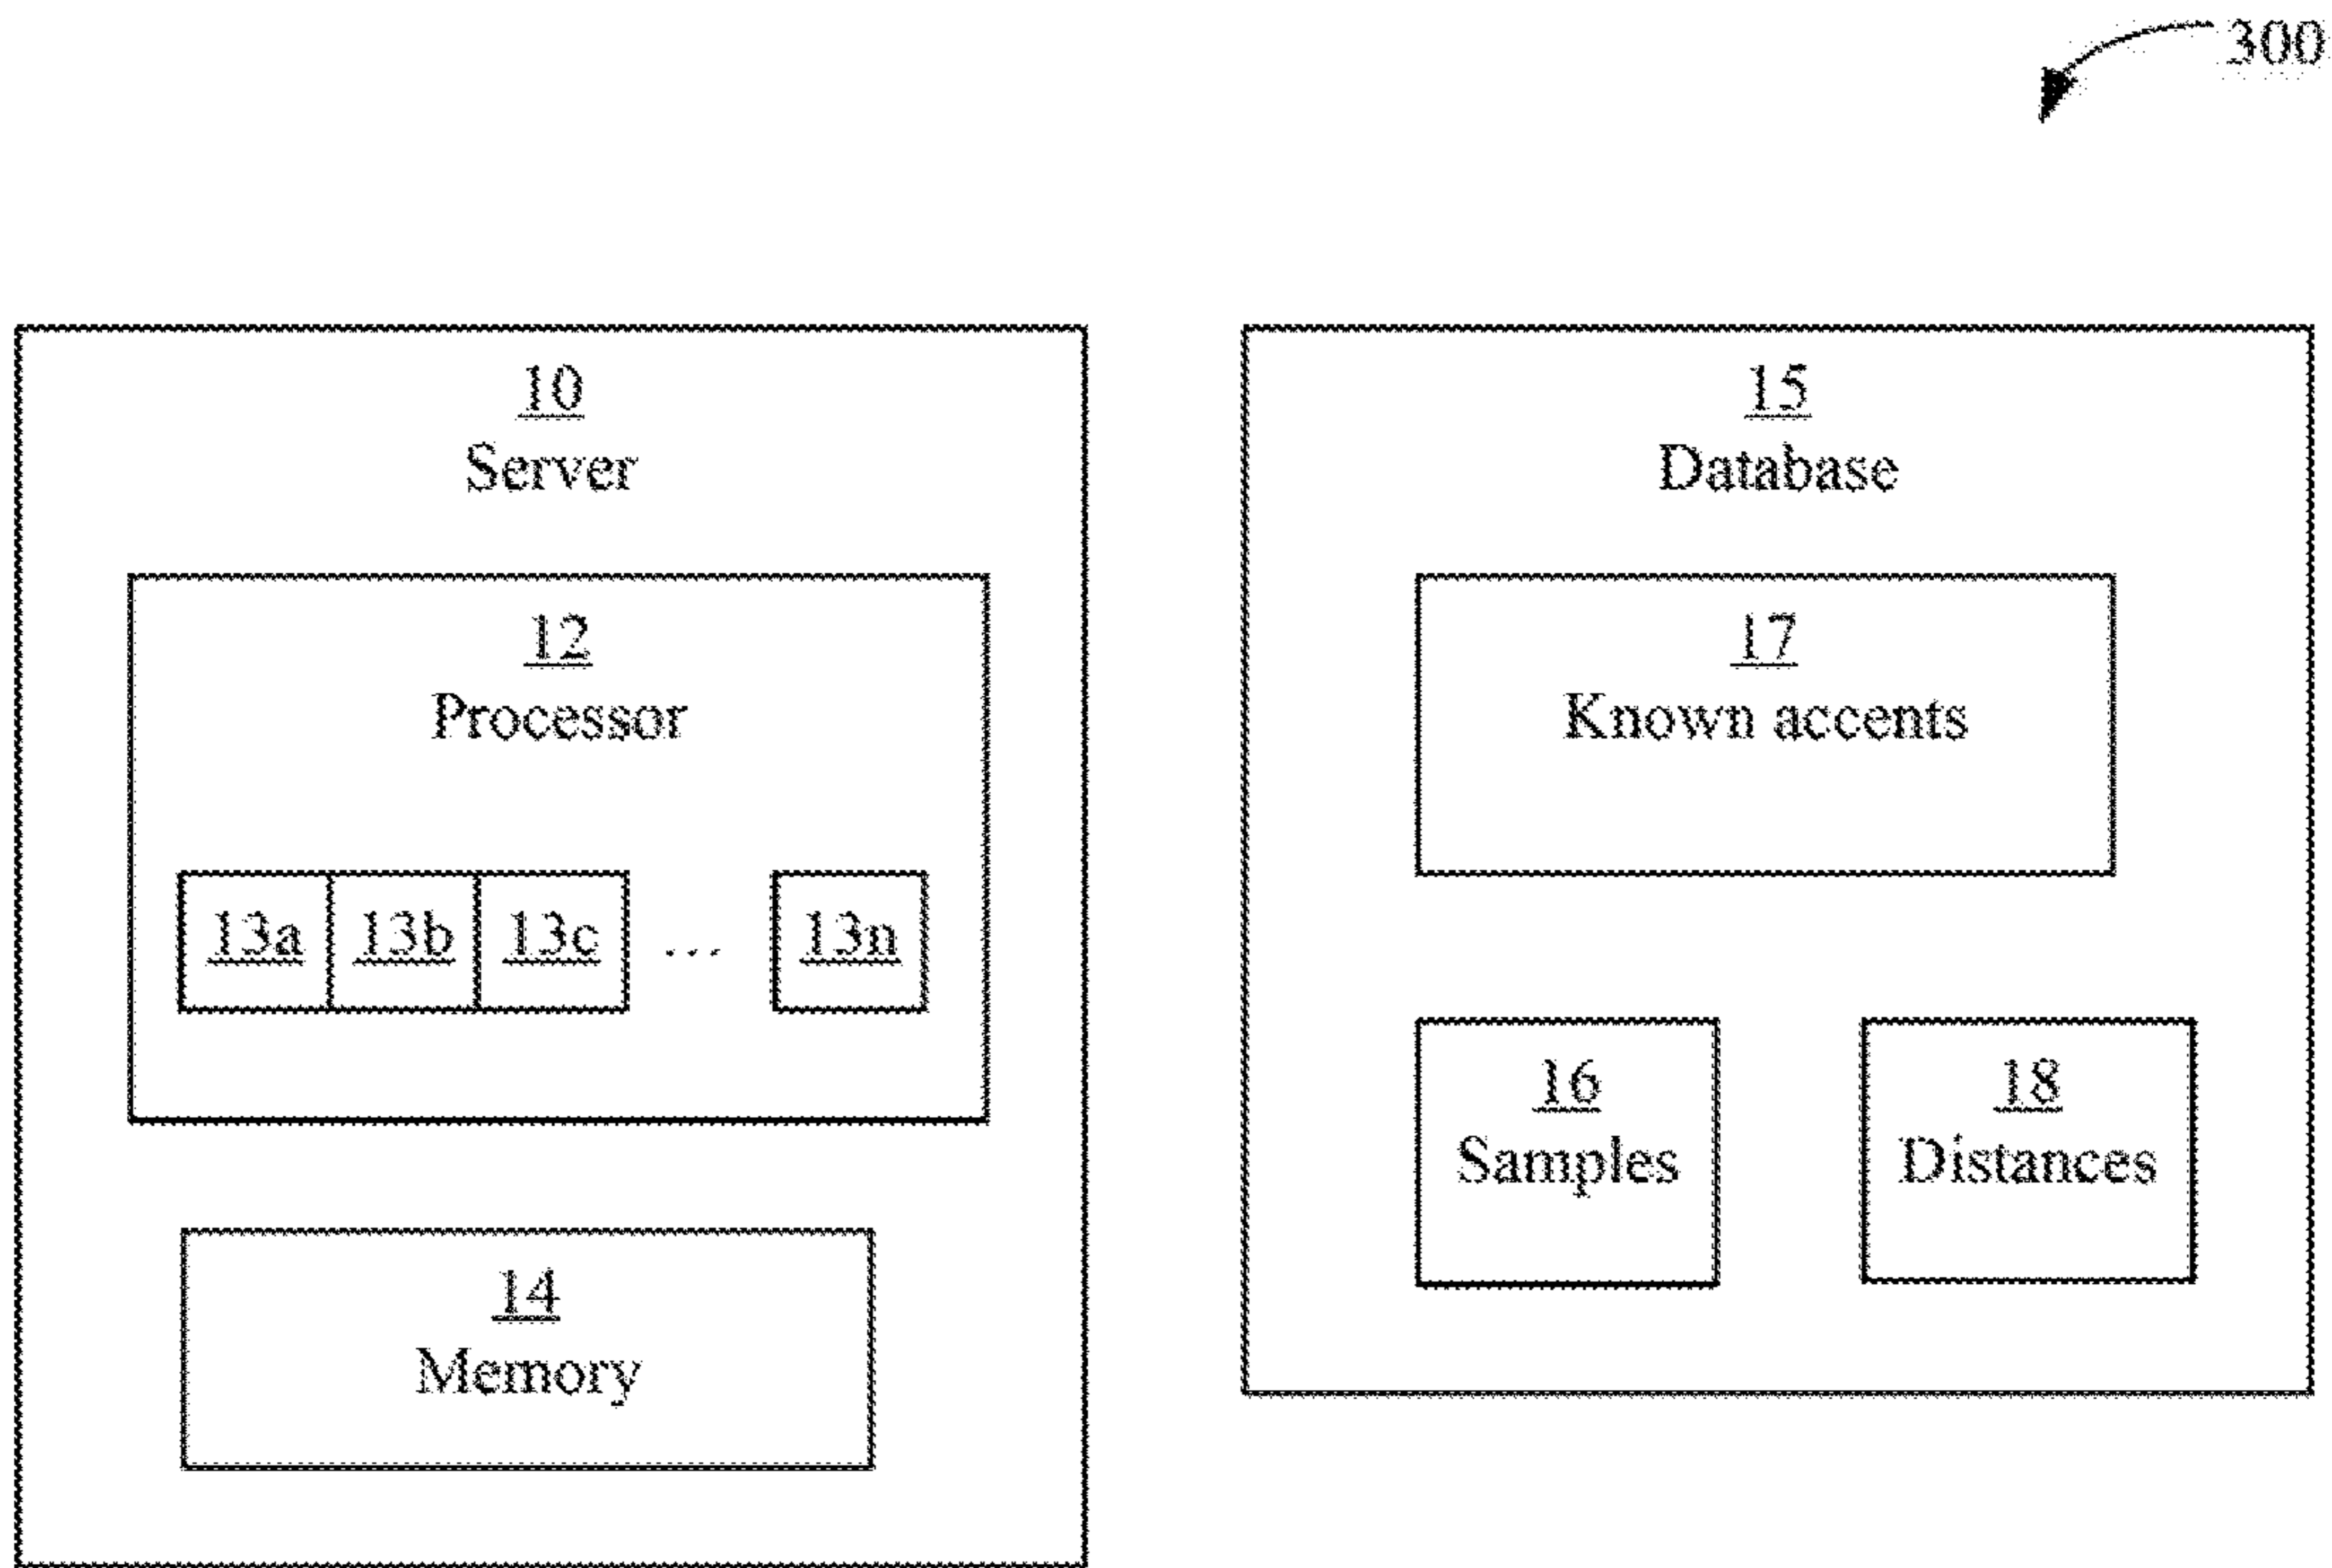 300
10
Server
12
Processor
13a 13b 13c ... 13n
14
Memory
15
Database
17
Known accents
16
Samples
18
Distances